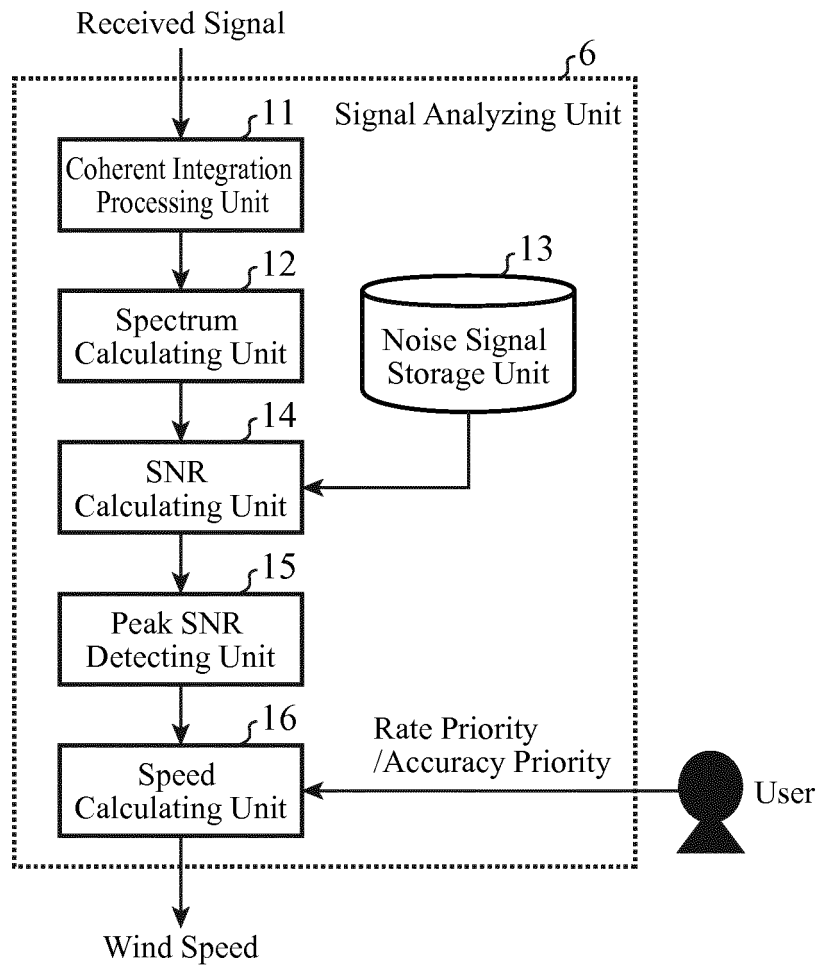 Received Signal
6
Signal Analyzing Unit
11
Coherent Integration
Processing Unit
12
Spectrum
Calculating Unit
13
Noise Signal
Storage Unit
14
SNR
Calculating Unit
15
Peak SNR
Detecting Unit
16
Speed
Calculating Unit
Rate Priority
/Accuracy Priority
User
Wind Speed